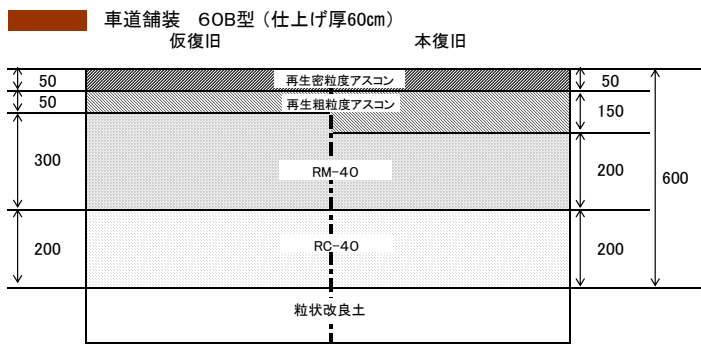 車道舗装　60B型（仕上げ厚60㎝）
仮復旧　本復旧
50　再生密粒度アスコン　50
50　再生粗粒度アスコン　150
300　RM-40　200　600
200　RC-40　200
粒状改良土